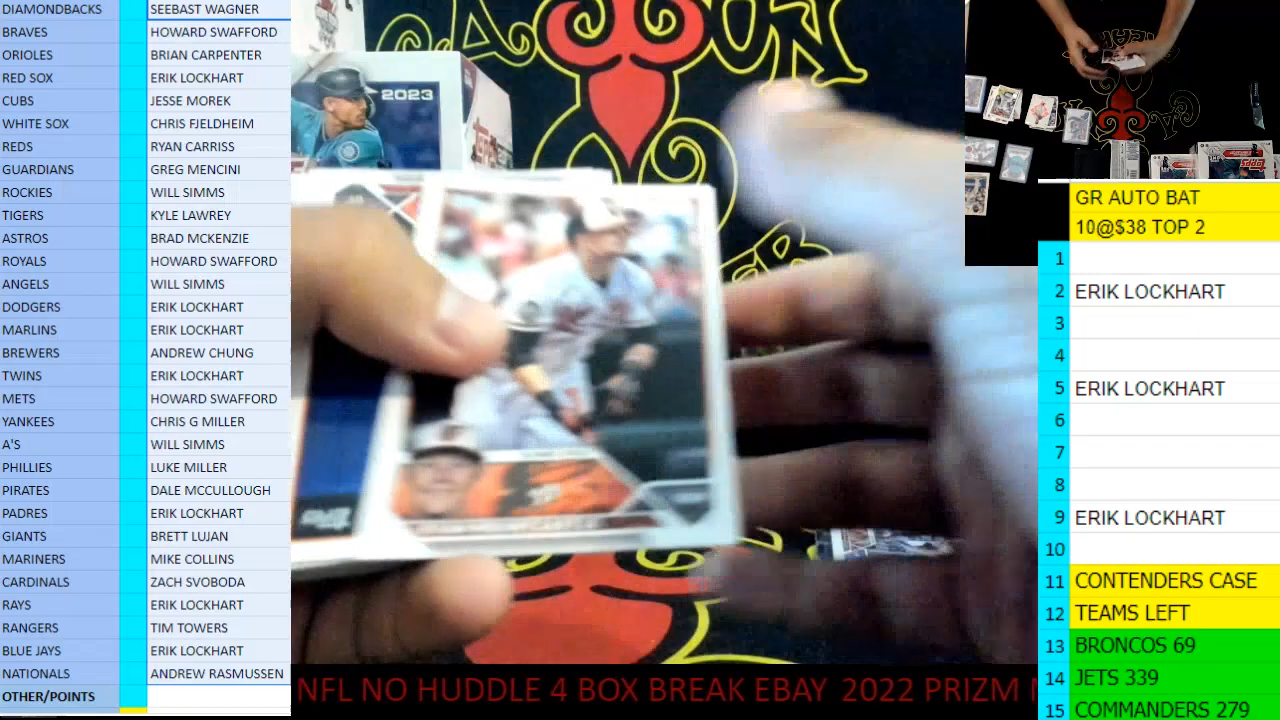 DIAMONDBACKS SEEBAST WAGNER
BRAVES HOWARD SWAFFORD
ORIOLES BRIAN CARPENTER
RED SOX ERIK LOCKHART
CUBS JESSE MOREK
WHITE SOX CHRIS FJELDHEIM
REDS RYAN CARRISS
GUARDIANS GREG MENCINI
ROCKIES WILL SIMMS
TIGERS KYLE LAWREY
ASTROS BRAD MCKENZIE
ROYALS HOWARD SWAFFORD
ANGELS WILL SIMMS
DODGERS ERIK LOCKHART
MARLINS ERIK LOCKHART
BREWERS ANDREW CHUNG
TWINS ERIK LOCKHART
METS HOWARD SWAFFORD
YANKEES CHRIS G MILLER
A'S WILL SIMMS
PHILLIES LUKE MILLER
PIRATES DALE MCCULLOUGH
PADRES ERIK LOCKHART
GIANTS BRETT LUJAN
MARINERS MIKE COLLINS
CARDINALS ZACH SVOBODA
RAYS ERIK LOCKHART
RANGERS TIM TOWERS
BLUE JAYS ERIK LOCKHART
NATIONALS ANDREW RASMUSSEN
OTHER/POINTS
2023
NFL NO HUDDLE 4 BOX BREAK EBAY 2022 PRIZM
GR AUTO BAT
10@$38 TOP 2
1
2 ERIK LOCKHART
3
4
5 ERIK LOCKHART
6
7
8
9 ERIK LOCKHART
10
11 CONTENDERS CASE
12 TEAMS LEFT
13 BRONCOS 69
14 JETS 339
15 COMMANDERS 279